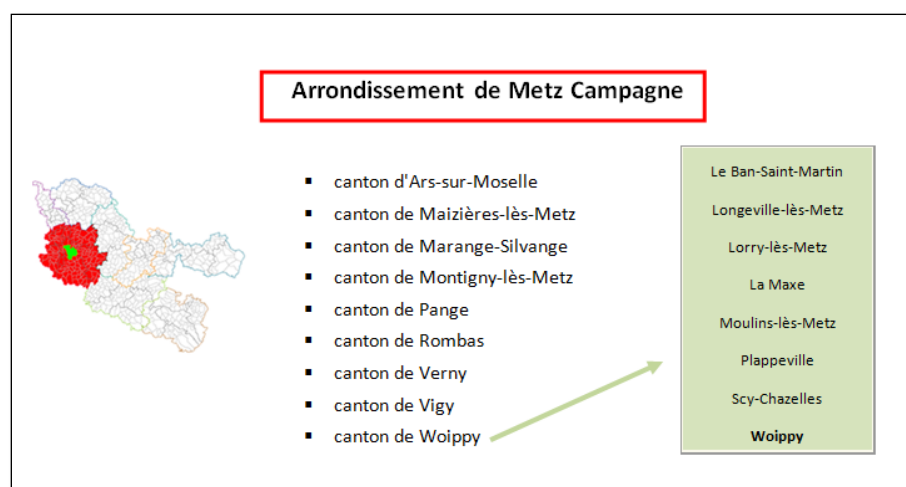 Arrondissement de Metz Campagne
▪ canton d'Ars-sur-Moselle
▪ canton de Maizières-lès-Metz
▪ canton de Marange-Silvange
▪ canton de Montigny-lès-Metz
▪ canton de Pange
▪ canton de Rombas
▪ canton de Verny
▪ canton de Vigy
▪ canton de Woippy
Le Ban-Saint-Martin
Longeville-lès-Metz
Lorry-lès-Metz
La Maxe
Moulins-lès-Metz
Plappeville
Scy-Chazelles
Woippy